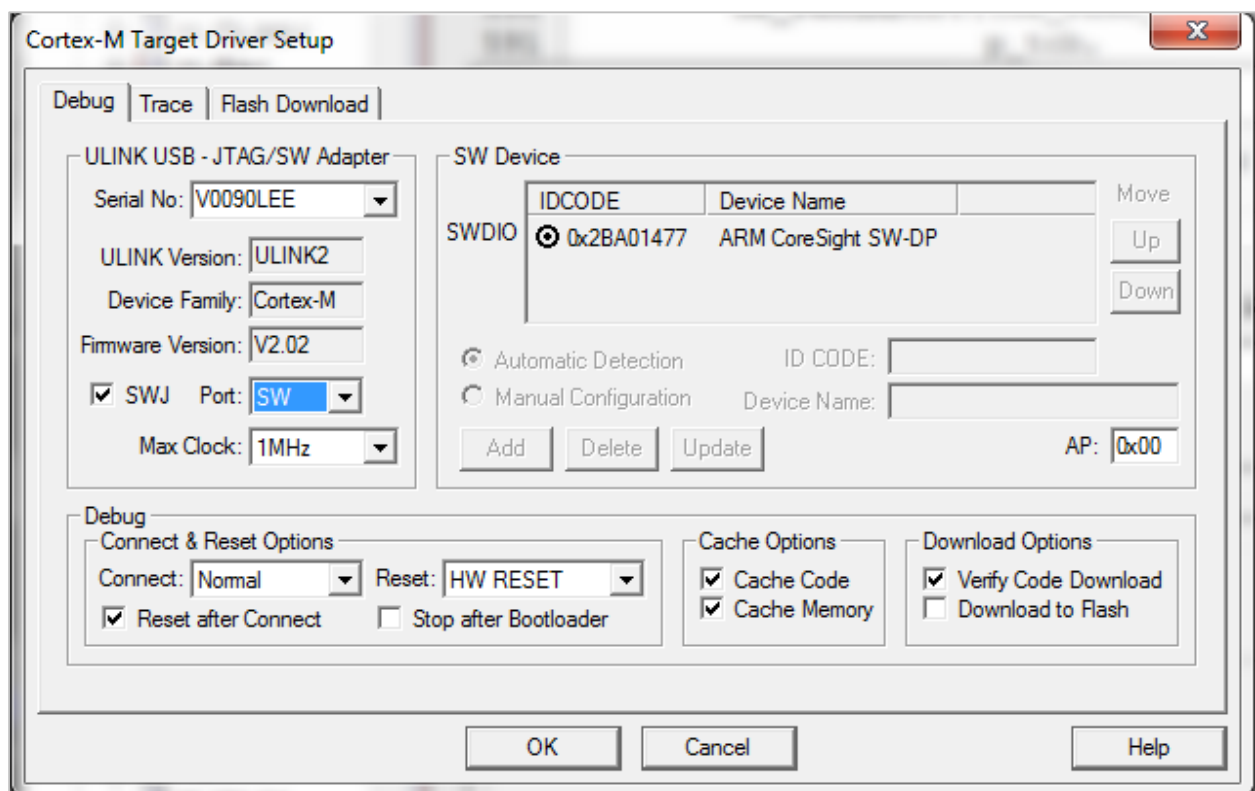 Cortex-M Target Driver Setup
Debug Trace Flash Download
ULINK USB - JTAG/SW Adapter
Serial No: V0090LEE
ULINK Version: ULINK2
Device Family: Cortex-M
Firmware Version: V2.02
SWJ Port: SW
Max Clock: 1MHz
SW Device
IDCODE Device Name
SWDIO 0x2BA01477 ARM CoreSight SW-DP
Move
Up
Down
Automatic Detection ID CODE:
Manual Configuration Device Name:
Add Delete Update AP: 0x00
Debug
Connect & Reset Options
Connect: Normal Reset: HW RESET
Reset after Connect Stop after Bootloader
Cache Options
Cache Code
Cache Memory
Download Options
Verify Code Download
Download to Flash
OK Cancel Help